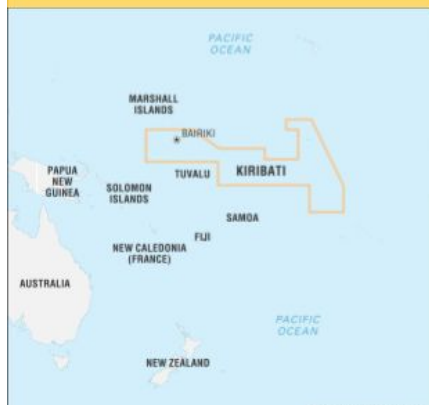 PACIFIC
OCEAN
MARSHALL
ISLANDS
BAIRIKI
PAPUA
NEW
GUINEA
TUVALU
KIRIBATI
SOLOMON
ISLANDS
SAMOA
FIJI
NEW CALEDONIA
(FRANCE)
AUSTRALIA
PACIFIC
OCEAN
NEW ZEALAND